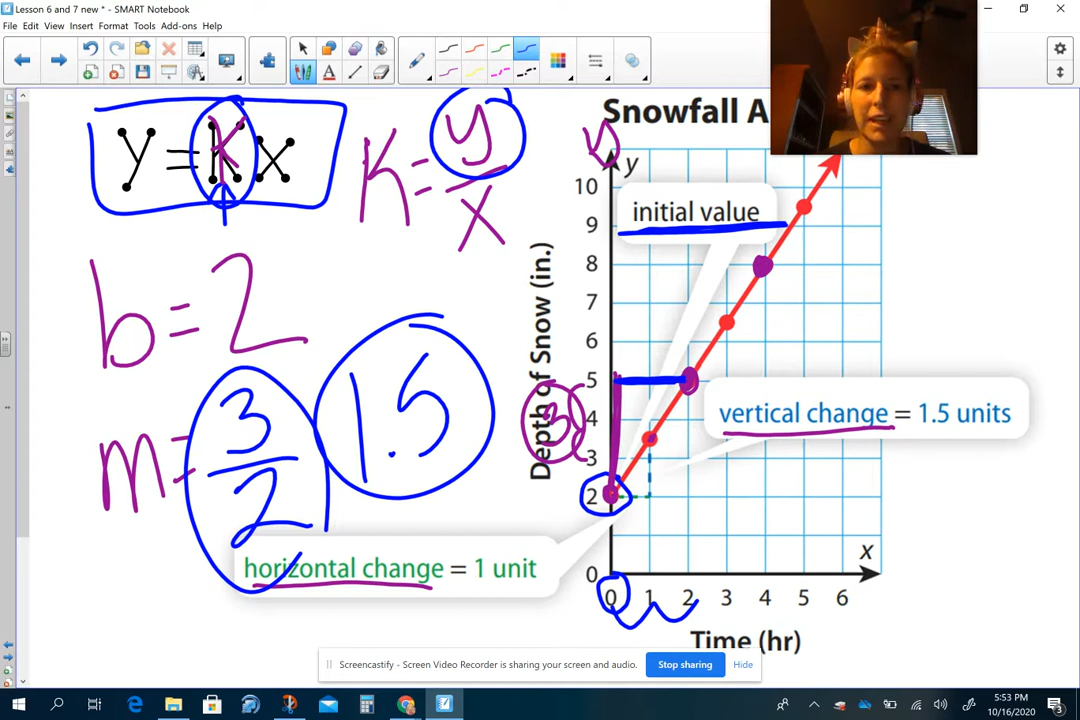 Lesson 6 and 7 new * - SMART Notebook
File Edit View Insert Format Tools Add-ons Help
y = kx
K = y/x
b = 2
m = 3/2 1.5
Snowfall A
y
y
10
9
8
7
6
5
4
3
2
0
initial value
Depth of Snow (in.)
3
vertical change = 1.5 units
horizontal change = 1 unit
x
0 1 2 3 4 5 6
Time (hr)
Screencastify - Screen Video Recorder is sharing your screen and audio.
Stop sharing
Hide
5:53 PM
10/16/2020
3